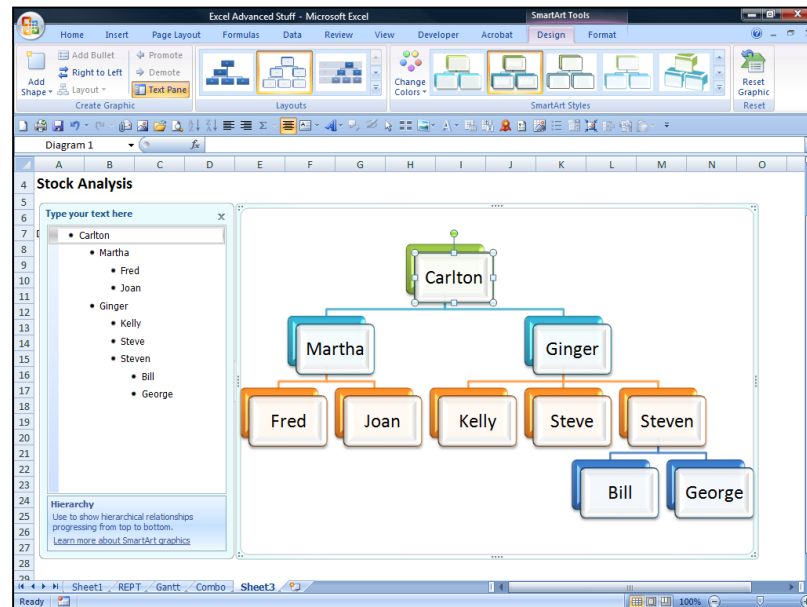 Excel Advanced Stuff - Microsoft Excel
SmartArt Tools
Home Insert Page Layout Formulas Data Review View Developer Acrobat Design Format
Add Shape
Add Bullet
Right to Left
Layout
Promote
Demote
Text Pane
Create Graphic
Layouts
Change Colors
SmartArt Styles
Reset Graphic
Reset
Diagram 1
fx
A B C D E F G H I J K L M N O
4 Stock Analysis
5
6
7
8
9
10
11
12
13
14
15
16
17
18
19
20
21
22
23
24
25
26
27
28
29
Type your text here x
Carlton
Martha
Fred
Joan
Ginger
Kelly
Steve
Steven
Bill
George
Hierarchy
Use to show hierarchical relationships
progressing from top to bottom.
Learn more about SmartArt graphics
Carlton
Martha Ginger
Fred Joan Kelly Steve Steven
Bill George
Sheet1 REPT Gantt Combo Sheet3
Ready
100%